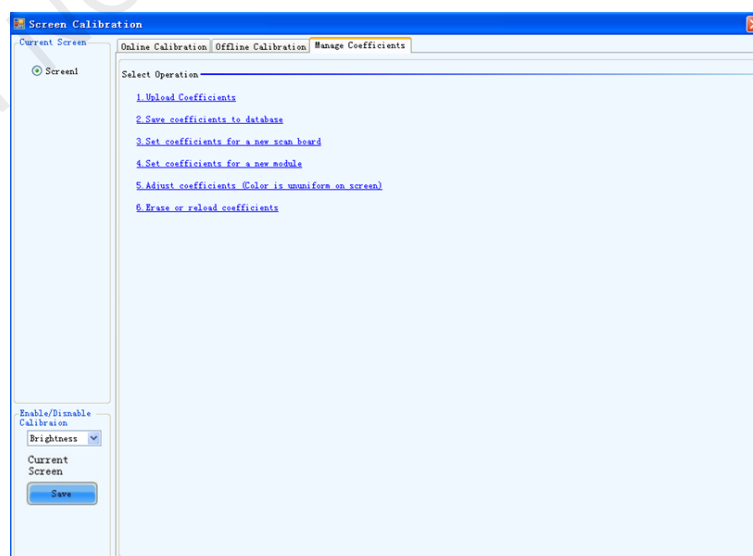 Screen Calibration
Current Screen
Screen1
Online Calibration Offline Calibration Manage Coefficients
Select Operation
1.Upload Coefficients
2.Save coefficients to database
3.Set coefficients for a new scan board
4.Set coefficients for a new module
5.Adjust coefficients (Color is ununiform on screen)
6.Erase or reload coefficients
Enable/Disnable
Calibraion
Brightness
Current
Screen
Save